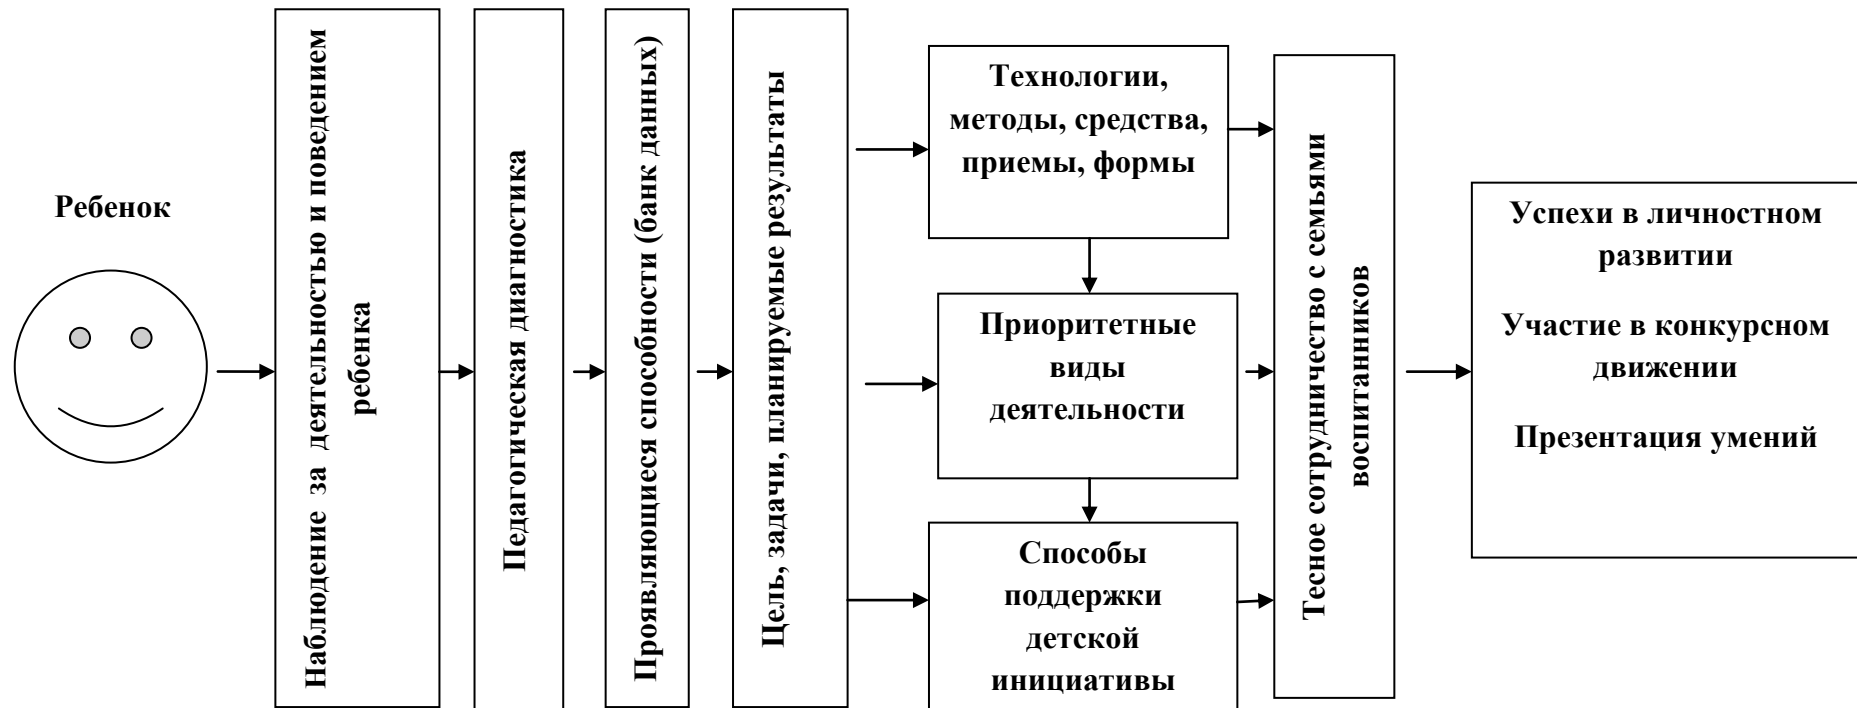 Ребенок
Наблюдение за деятельностью и поведением
ребенка
Педагогическая диагностика
Проявляющиеся способности (банк данных)
Цель, задачи, планируемые результаты
Технологии,
методы, средства,
приемы, формы
Приоритетные
виды
деятельности
Способы
поддержки
детской
инициативы
Тесное сотрудничество с семьями
воспитанников
Успехи в личностном
развитии
Участие в конкурсном
движении
Презентация умений